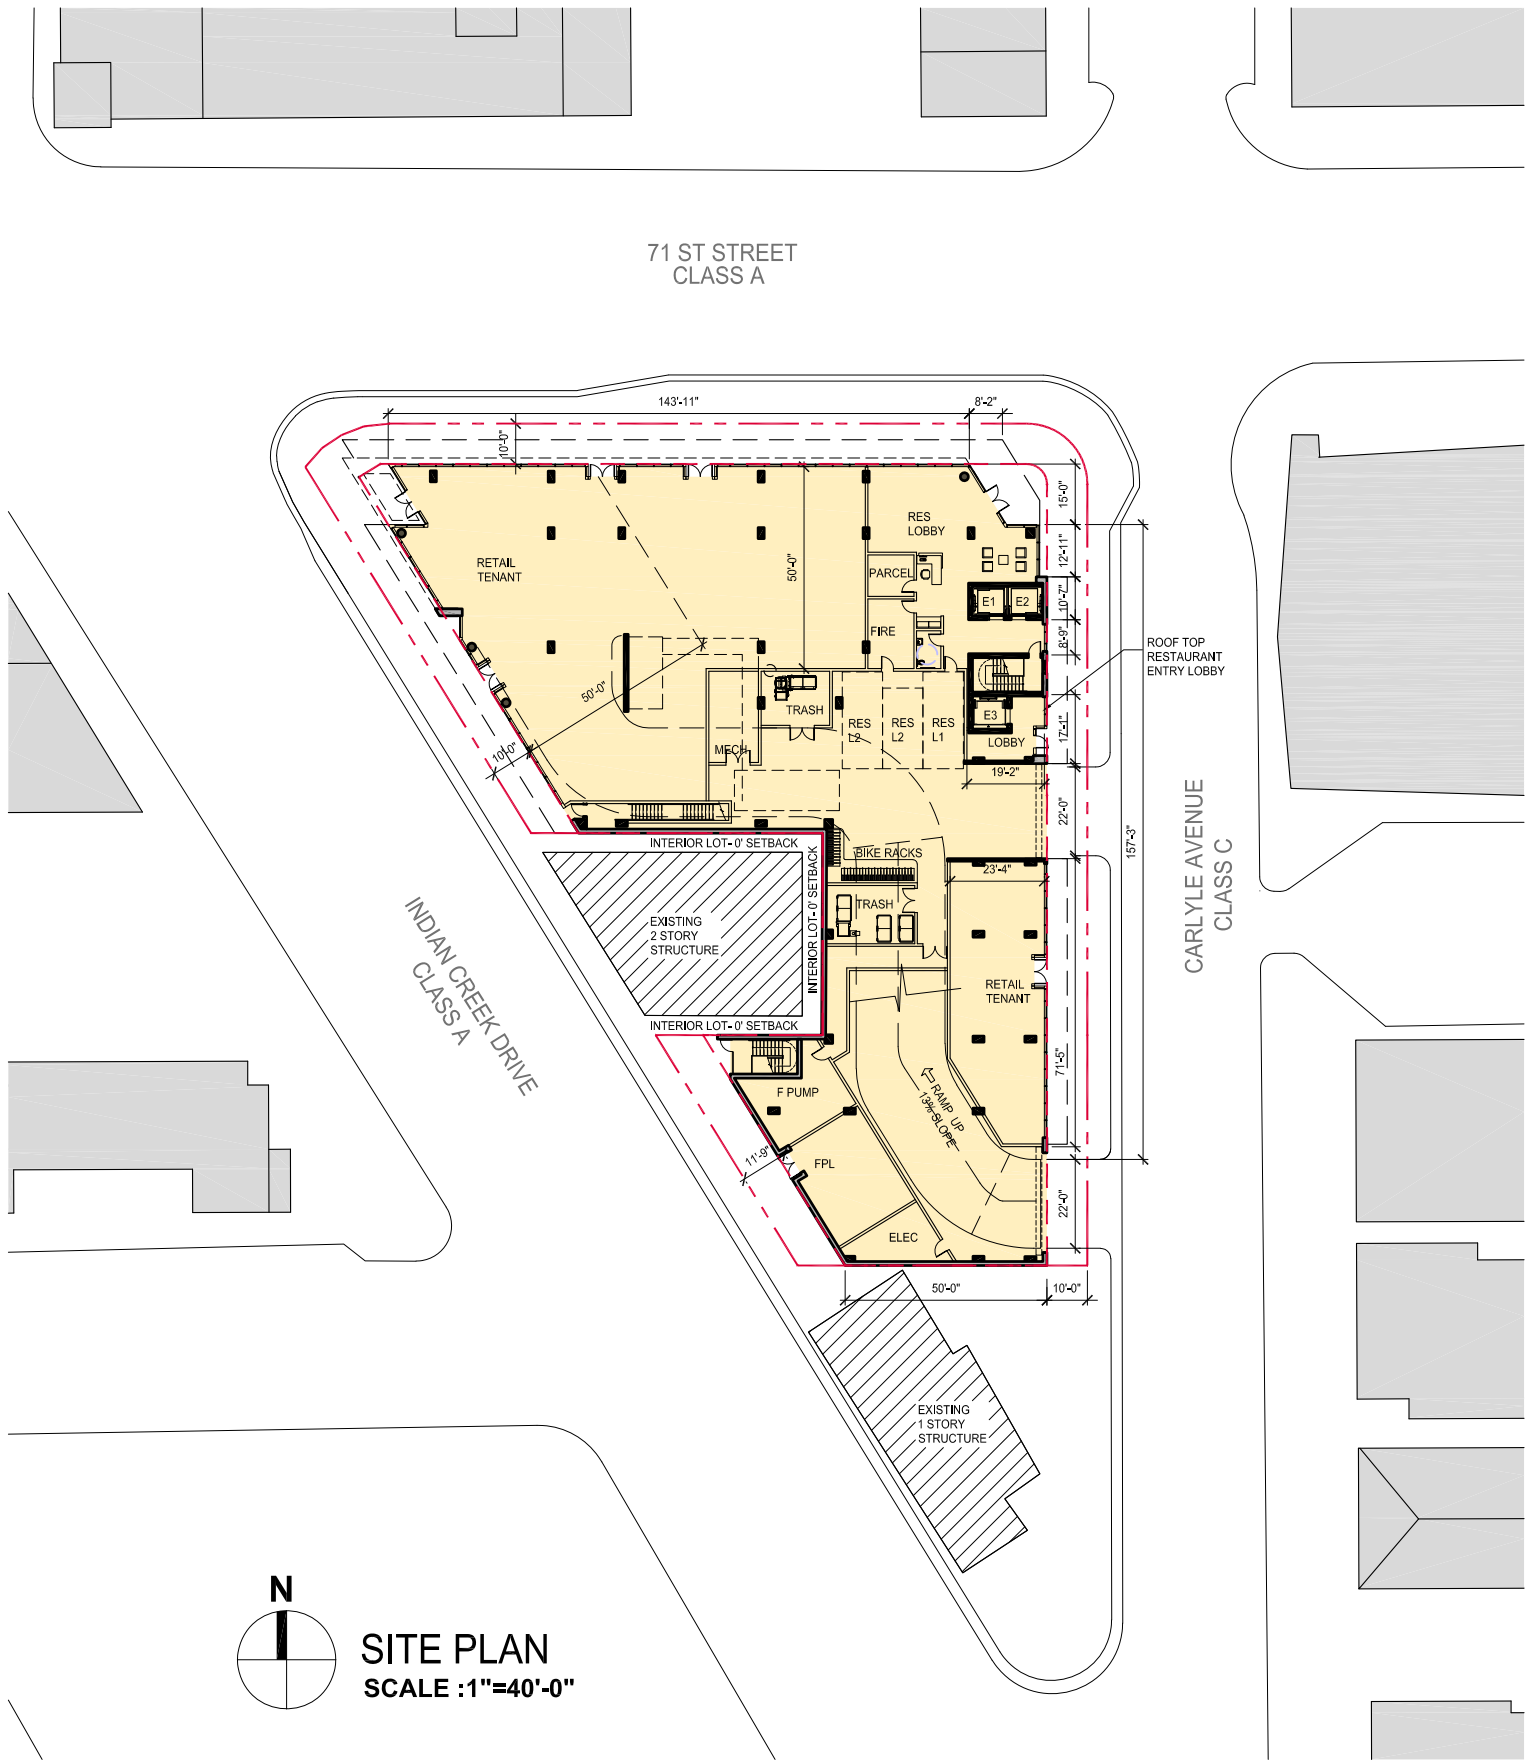 71 ST STREET
CLASS A
143'-11"
8'-2"
10'-0"
15'-0"
RES
LOBBY
12'-11"
RETAIL
TENANT
50'-0"
PARCEL
E1
E2
10'-7"
FIRE
8'-9"
ROOF TOP
RESTAURANT
ENTRY LOBBY
50'-0"
TRASH
RES
L2
RES
L2
RES
L1
E3
LOBBY
17'-1"
MECH
10'-0"
19'-2"
22'-0"
157'-3"
INTERIOR LOT- 0' SETBACK
BIKE RACKS
23'-4"
INTERIOR LOT- 0' SETBACK
TRASH
EXISTING
2 STORY
STRUCTURE
CARLYLE AVENUE
CLASS C
INDIAN CREEK DRIVE
CLASS A
RETAIL
TENANT
INTERIOR LOT- 0' SETBACK
71'-5"
F PUMP
RAMP UP
13% SLOPE
11'-9"
FPL
22'-0"
ELEC
50'-0"
10'-0"
EXISTING
1 STORY
STRUCTURE
N
SITE PLAN
SCALE :1"=40'-0"